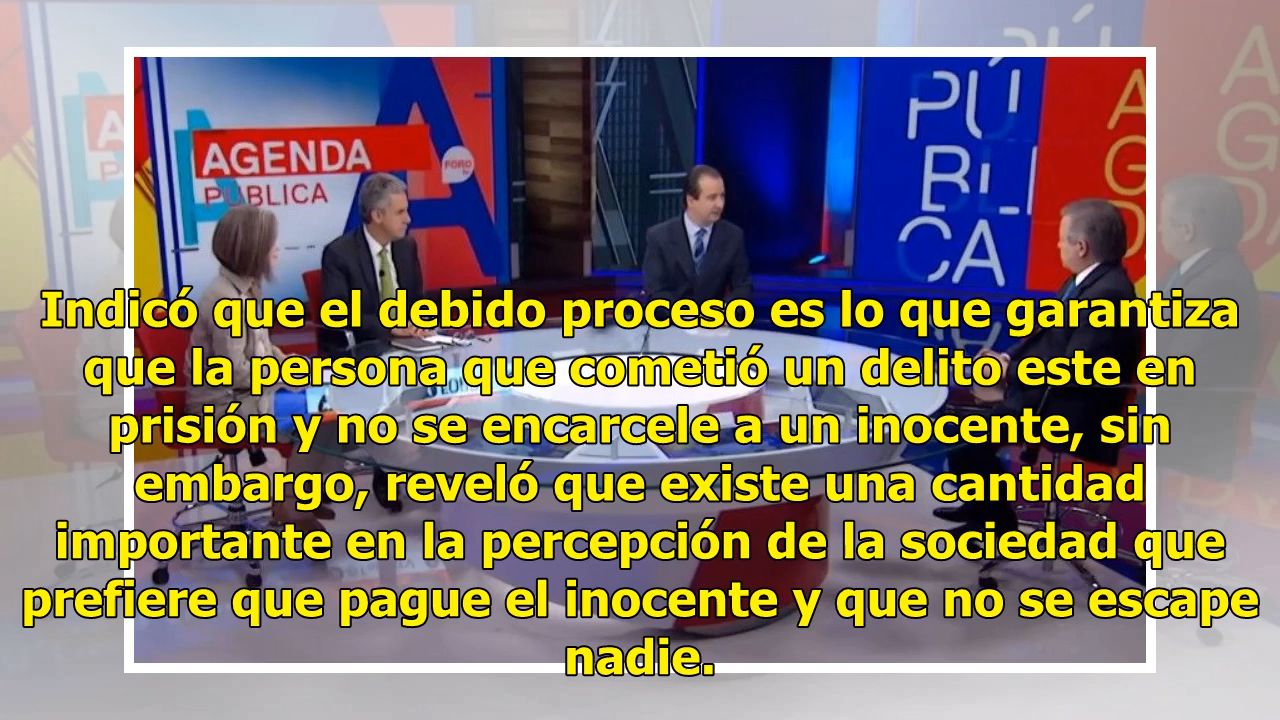 AGENDA
PÚBLICA
FORO
tv
PÚ
BLI
CA
A
G
D
A
Indicó que el debido proceso es lo que garantiza
que la persona que cometió un delito este en
prisión y no se encarcele a un inocente, sin
embargo, reveló que existe una cantidad
importante en la percepción de la sociedad que
prefiere que pague el inocente y que no se escape
nadie.